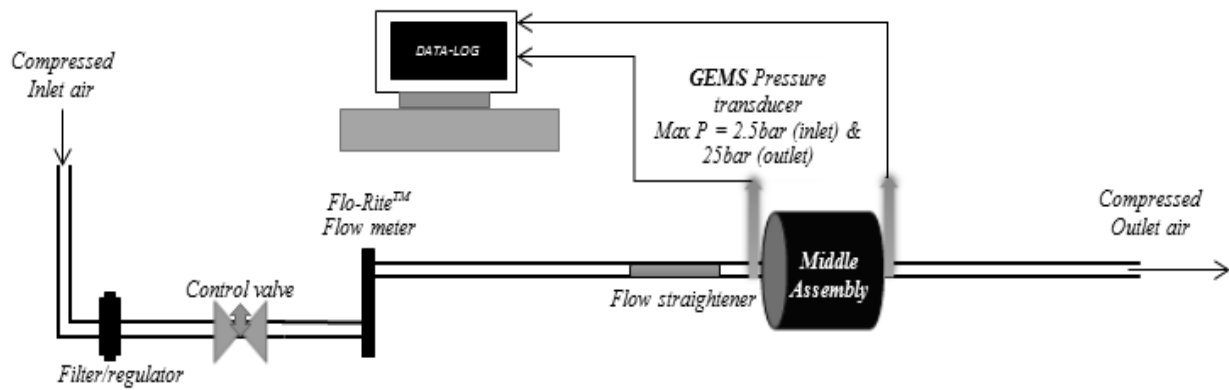 Compressed
Inlet air
DATA-LOG
GEMS Pressure
transducer
Max P = 2.5bar (inlet) &
25bar (outlet)
Flo-Rite™
Flow meter
Compressed
Outlet air
Control valve
Flow straightener
Middle
Assembly
Filter/regulator